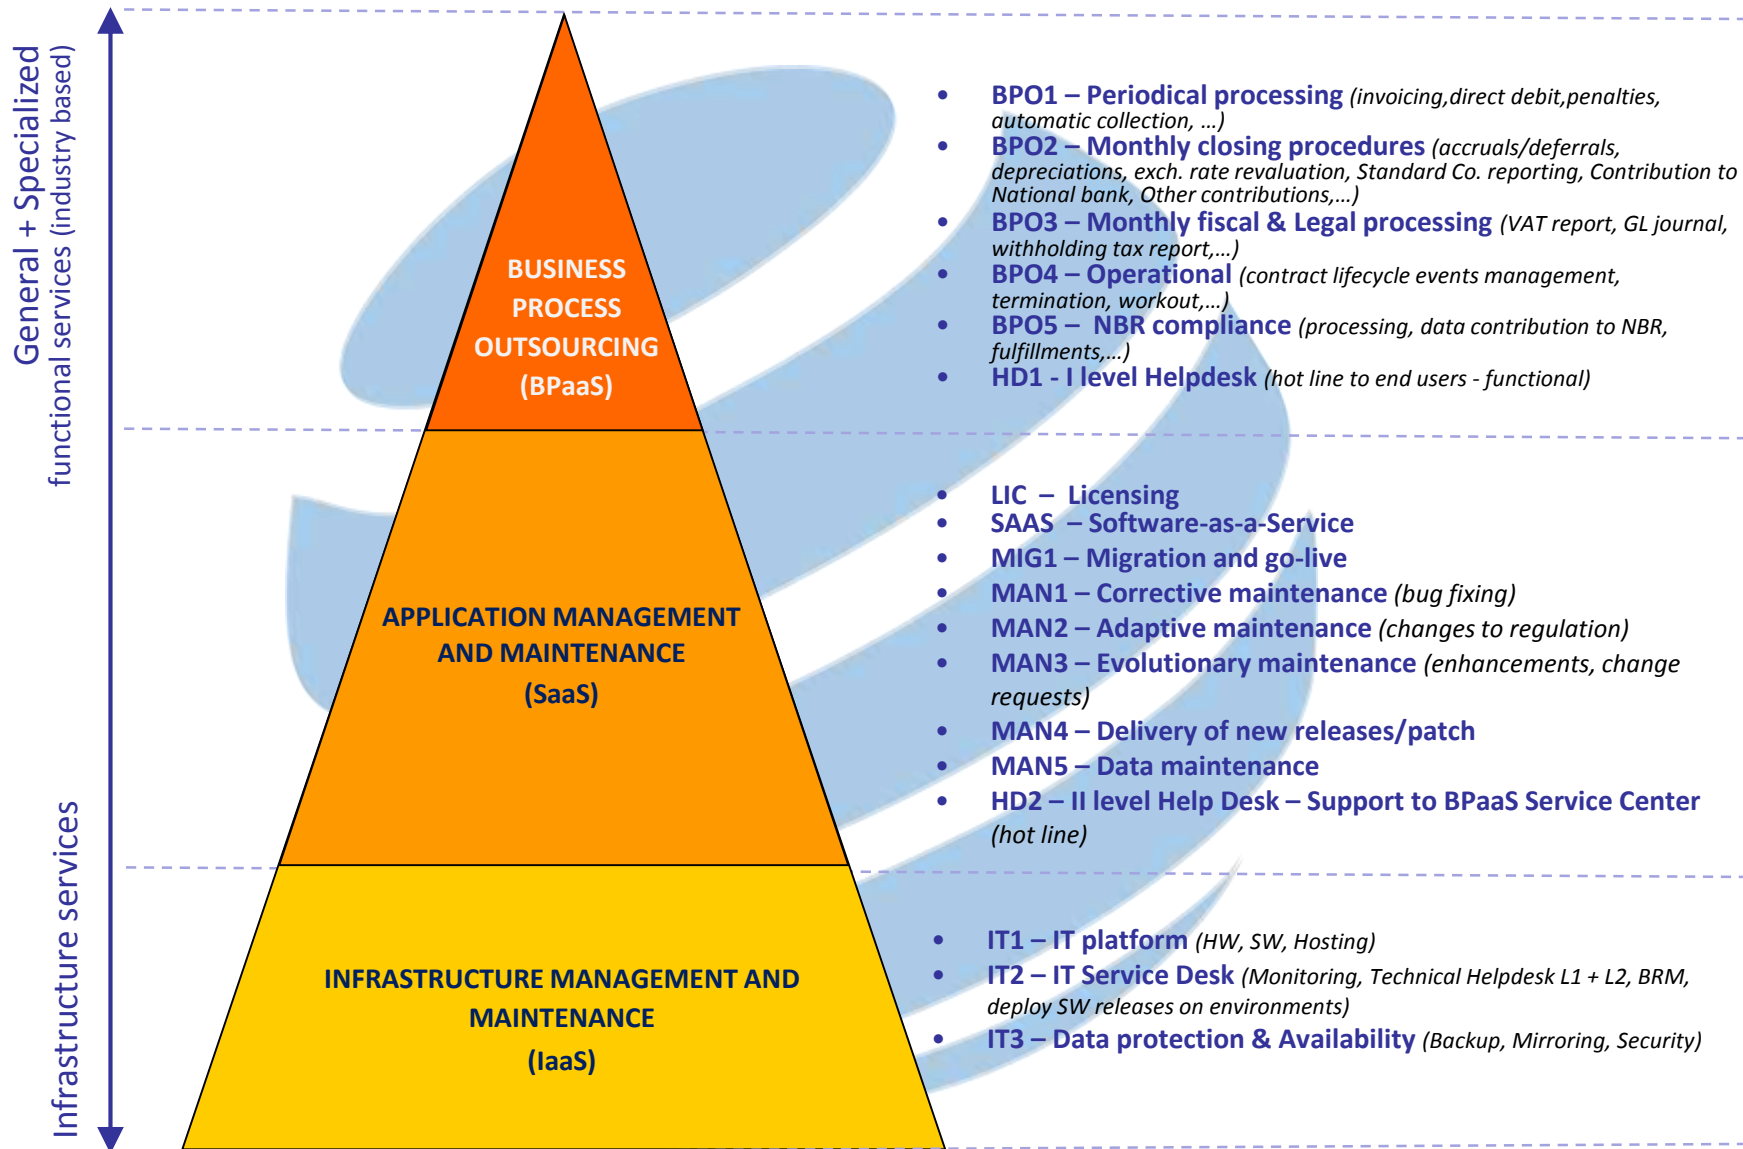 General + Specialized
functional services (industry based)
Infrastructure services
BUSINESS
PROCESS
OUTSOURCING
(BPaaS)
• BPO1 – Periodical processing (invoicing,direct debit,penalties,
automatic collection, ...)
• BPO2 – Monthly closing procedures (accruals/deferrals,
depreciations, exch. rate revaluation, Standard Co. reporting, Contribution to
National bank, Other contributions,...)
• BPO3 – Monthly fiscal & Legal processing (VAT report, GL journal,
withholding tax report,...)
• BPO4 – Operational (contract lifecycle events management,
termination, workout,...)
• BPO5 – NBR compliance (processing, data contribution to NBR,
fulfillments,...)
• HD1 - I level Helpdesk (hot line to end users - functional)
APPLICATION MANAGEMENT
AND MAINTENANCE
(SaaS)
• LIC – Licensing
• SAAS – Software-as-a-Service
• MIG1 – Migration and go-live
• MAN1 – Corrective maintenance (bug fixing)
• MAN2 – Adaptive maintenance (changes to regulation)
• MAN3 – Evolutionary maintenance (enhancements, change
requests)
• MAN4 – Delivery of new releases/patch
• MAN5 – Data maintenance
• HD2 – II level Help Desk – Support to BPaaS Service Center
(hot line)
INFRASTRUCTURE MANAGEMENT AND
MAINTENANCE
(IaaS)
• IT1 – IT platform (HW, SW, Hosting)
• IT2 – IT Service Desk (Monitoring, Technical Helpdesk L1 + L2, BRM,
deploy SW releases on environments)
• IT3 – Data protection & Availability (Backup, Mirroring, Security)